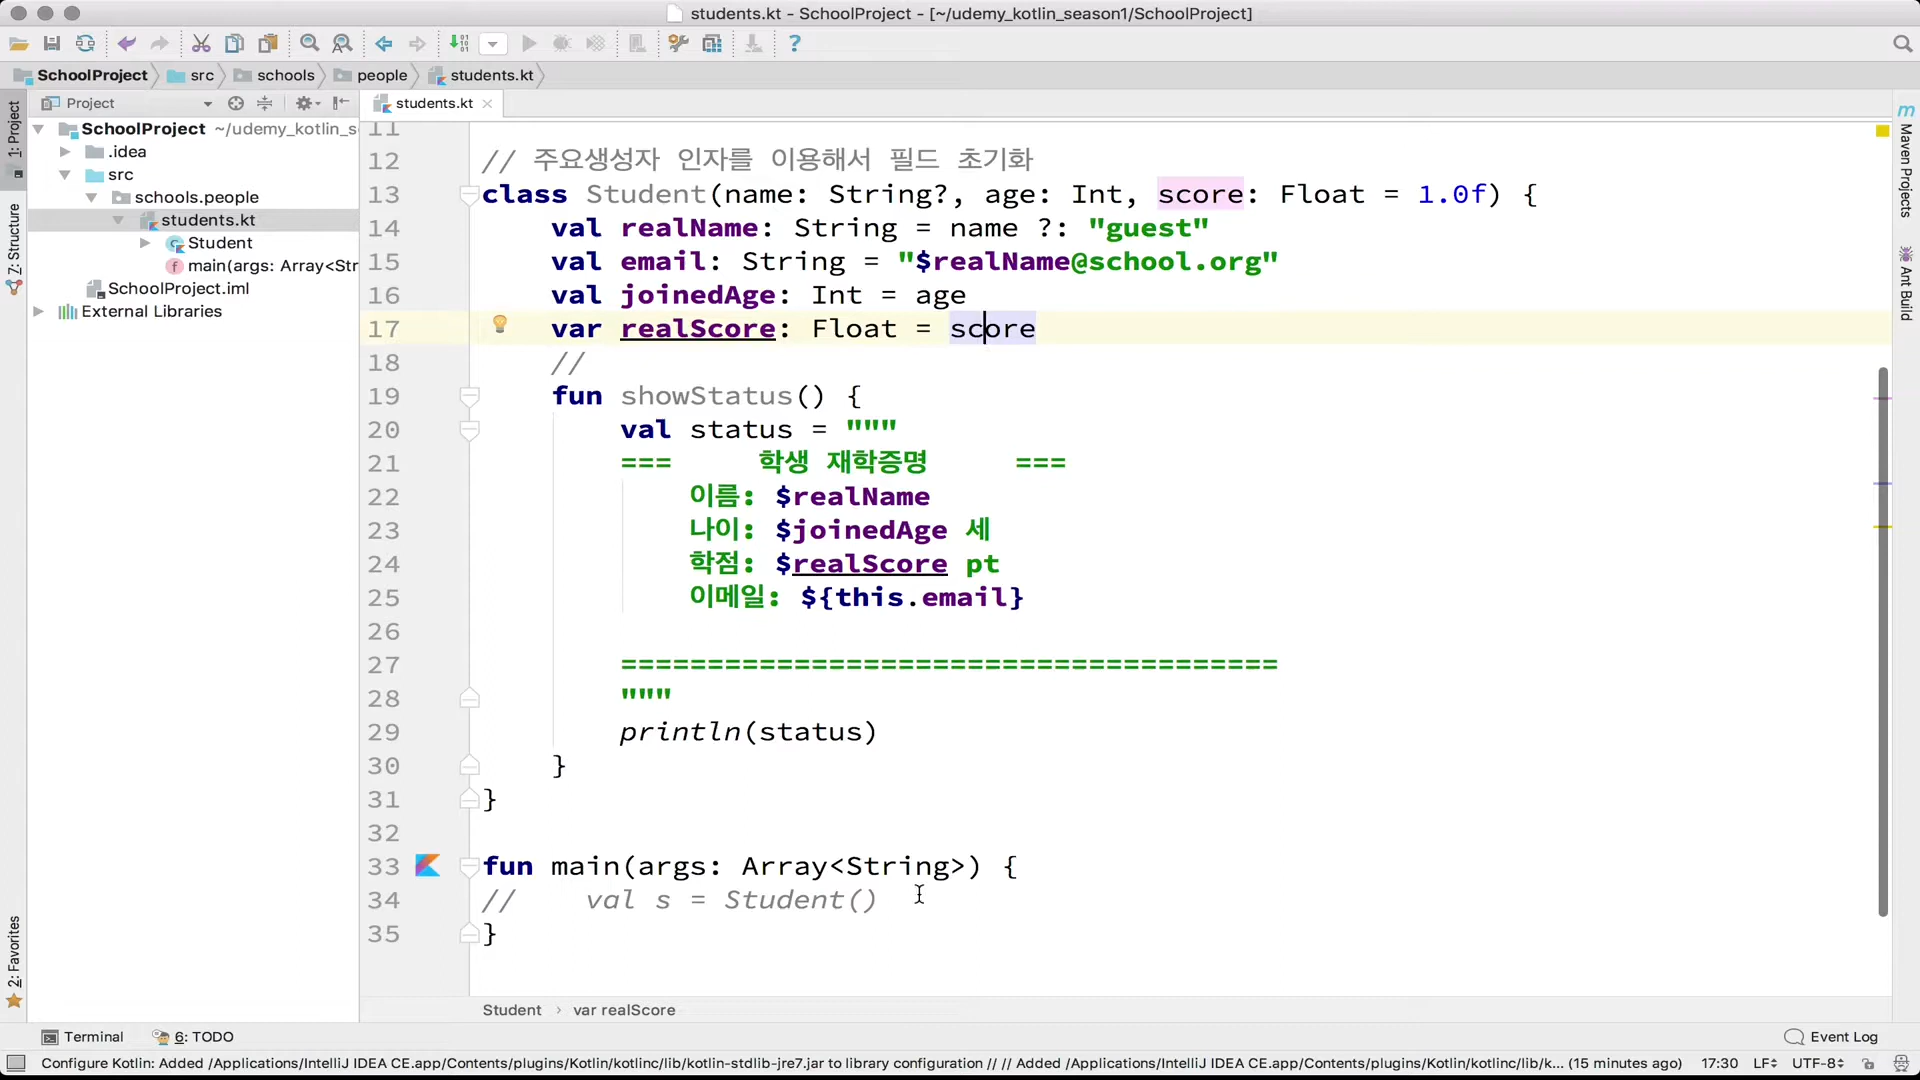 students.kt - SchoolProject - [~/udemy_kotlin_season1/SchoolProject]
SchoolProject src schools people students.kt
1: Project
Project
students.kt
SchoolProject ~/udemy_kotlin_s
.idea
src
schools.people
students.kt
Student
main(args: Array<Str
SchoolProject.iml
External Libraries
7: Structure
2: Favorites
Maven Projects
Ant Build
11
12 // 주요생성자 인자를 이용해서 필드 초기화
13 class Student(name: String?, age: Int, score: Float = 1.0f) {
14 val realName: String = name ?: "guest"
15 val email: String = "$realName@school.org"
16 val joinedAge: Int = age
17 var realScore: Float = score
18 //
19 fun showStatus() {
20 val status = """
21 === 학생 재학증명 ===
22 이름: $realName
23 나이: $joinedAge 세
24 학점: $realScore pt
25 이메일: ${this.email}
26
27 ======================================
28 """
29 println(status)
30 }
31 }
32
33 fun main(args: Array<String>) {
34 // val s = Student()
35 }
Student › var realScore
Terminal 6: TODO Event Log
Configure Kotlin: Added /Applications/IntelliJ IDEA CE.app/Contents/plugins/Kotlin/kotlinc/lib/kotlin-stdlib-jre7.jar to library configuration // // Added /Applications/IntelliJ IDEA CE.app/Contents/plugins/Kotlin/kotlinc/lib/k... (15 minutes ago) 17:30 LF UTF-8